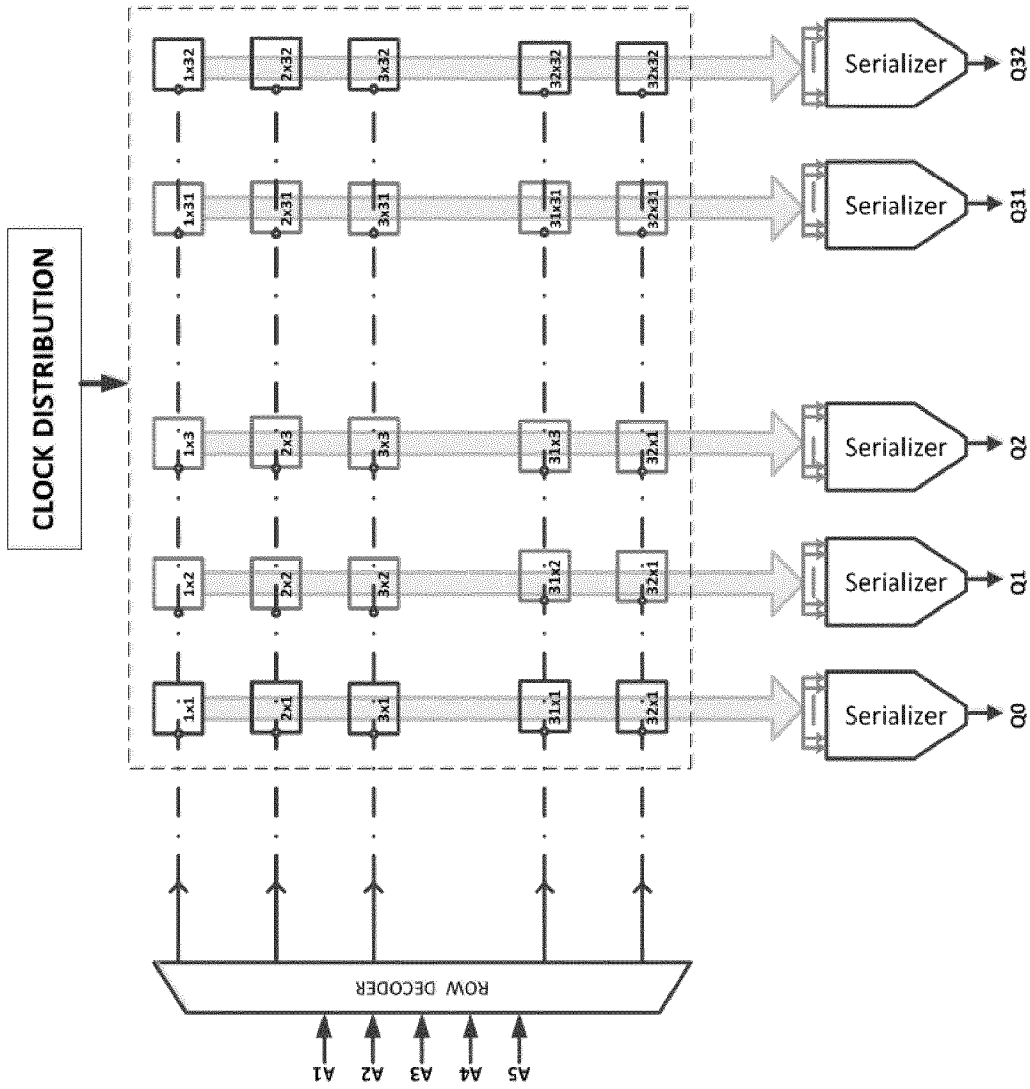 CLOCK DISTRIBUTION
1x1
1x2
1x3
1x31
1x32
2x1
2x2
2x3
2x31
2x32
3x1
3x2
3x3
3x31
3x32
31x1
31x2
31x3
31x31
32x32
32x1
32x1
32x1
32x31
32x32
ROW DECODER
A1
A2
A3
A4
A5
Serializer
Serializer
Serializer
Serializer
Serializer
Q0
Q1
Q2
Q31
Q32